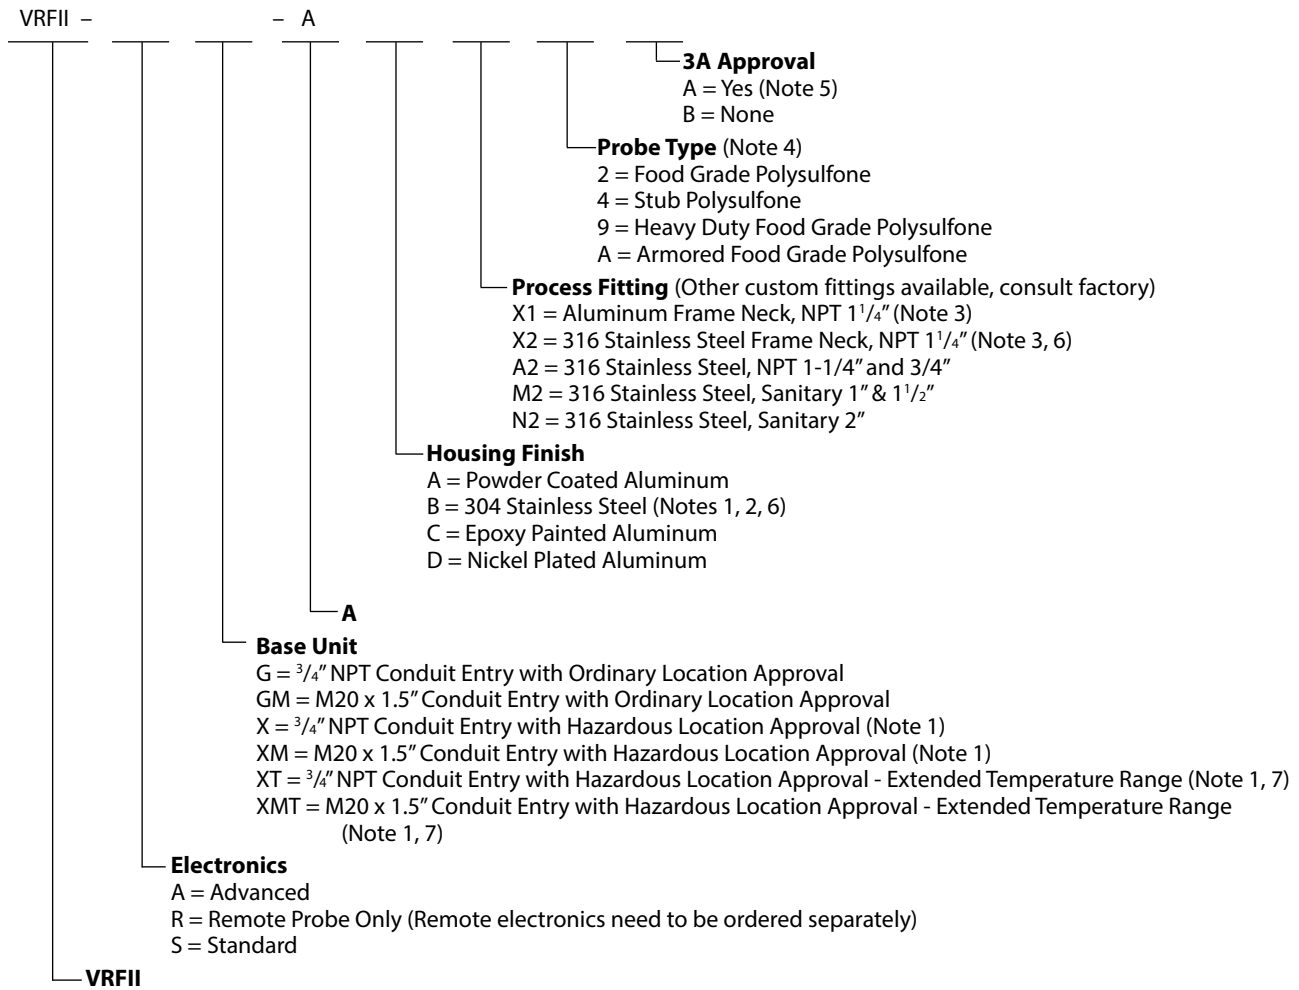 VRFII – – A
3A Approval
A = Yes (Note 5)
B = None
Probe Type (Note 4)
2 = Food Grade Polysulfone
4 = Stub Polysulfone
9 = Heavy Duty Food Grade Polysulfone
A = Armored Food Grade Polysulfone
Process Fitting (Other custom fittings available, consult factory)
X1 = Aluminum Frame Neck, NPT 1 1/4” (Note 3)
X2 = 316 Stainless Steel Frame Neck, NPT 1 1/4” (Note 3, 6)
A2 = 316 Stainless Steel, NPT 1-1/4” and 3/4”
M2 = 316 Stainless Steel, Sanitary 1” & 1 1/2”
N2 = 316 Stainless Steel, Sanitary 2”
Housing Finish
A = Powder Coated Aluminum
B = 304 Stainless Steel (Notes 1, 2, 6)
C = Epoxy Painted Aluminum
D = Nickel Plated Aluminum
A
Base Unit
G = 3/4” NPT Conduit Entry with Ordinary Location Approval
GM = M20 x 1.5” Conduit Entry with Ordinary Location Approval
X = 3/4” NPT Conduit Entry with Hazardous Location Approval (Note 1)
XM = M20 x 1.5” Conduit Entry with Hazardous Location Approval (Note 1)
XT = 3/4” NPT Conduit Entry with Hazardous Location Approval - Extended Temperature Range (Note 1, 7)
XMT = M20 x 1.5” Conduit Entry with Hazardous Location Approval - Extended Temperature Range
(Note 1, 7)
Electronics
A = Advanced
R = Remote Probe Only (Remote electronics need to be ordered separately)
S = Standard
VRFII